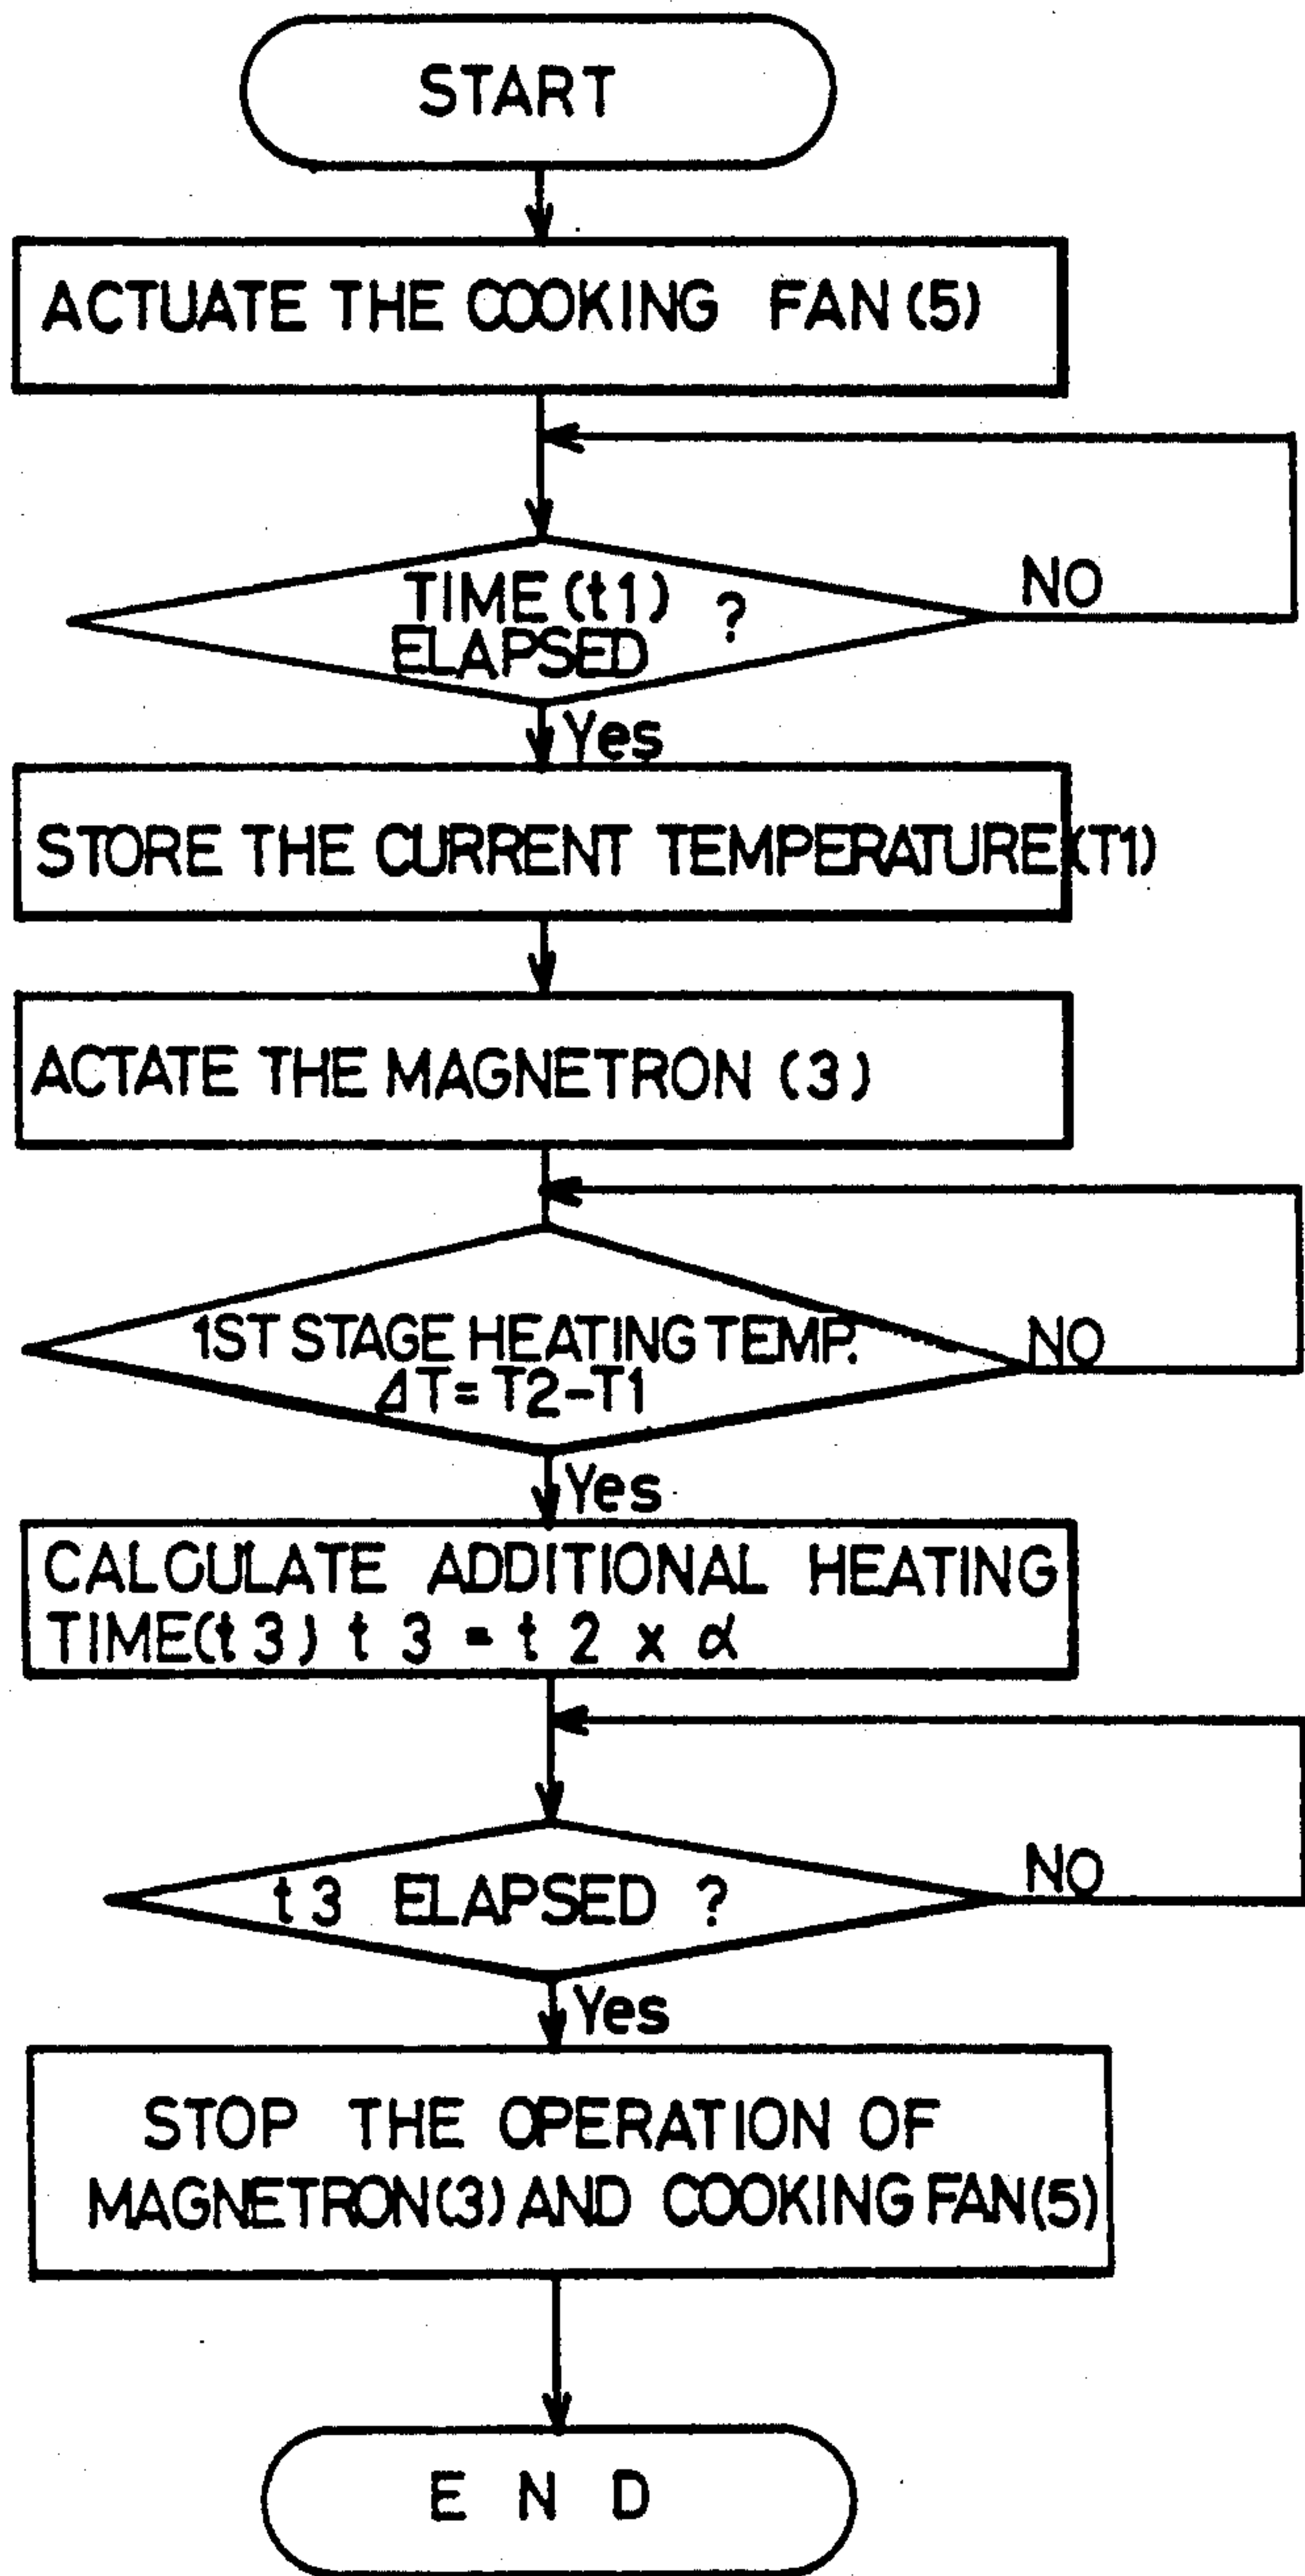 START
ACTUATE THE COOKING FAN (5)
TIME (t1) ?
ELAPSED
NO
Yes
STORE THE CURRENT TEMPERATURE (T1)
ACTATE THE MAGNETRON (3)
1ST STAGE HEATING TEMP.
ΔT = T2-T1
NO
Yes
CALCULATE ADDITIONAL HEATING
TIME(t3) t3 = t2 x α
t3 ELAPSED ?
NO
Yes
STOP THE OPERATION OF
MAGNETRON(3) AND COOKING FAN(5)
END